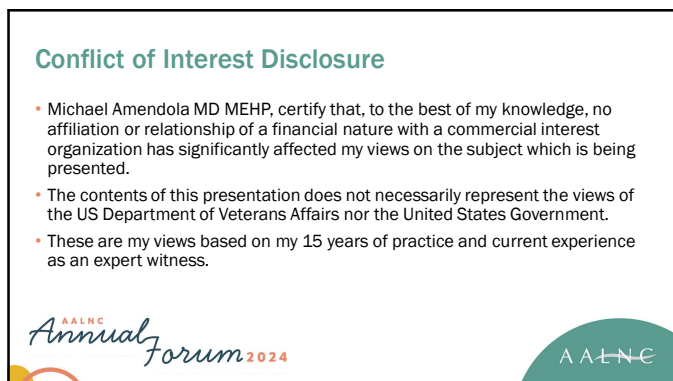 Conflict of Interest Disclosure
• Michael Amendola MD MEHP, certify that, to the best of my knowledge, no
affiliation or relationship of a financial nature with a commercial interest
organization has significantly affected my views on the subject which is being
presented.
• The contents of this presentation does not necessarily represent the views of
the US Department of Veterans Affairs nor the United States Government.
• These are my views based on my 15 years of practice and current experience
as an expert witness.
AALNC
Annual
Forum 2024
AALNC